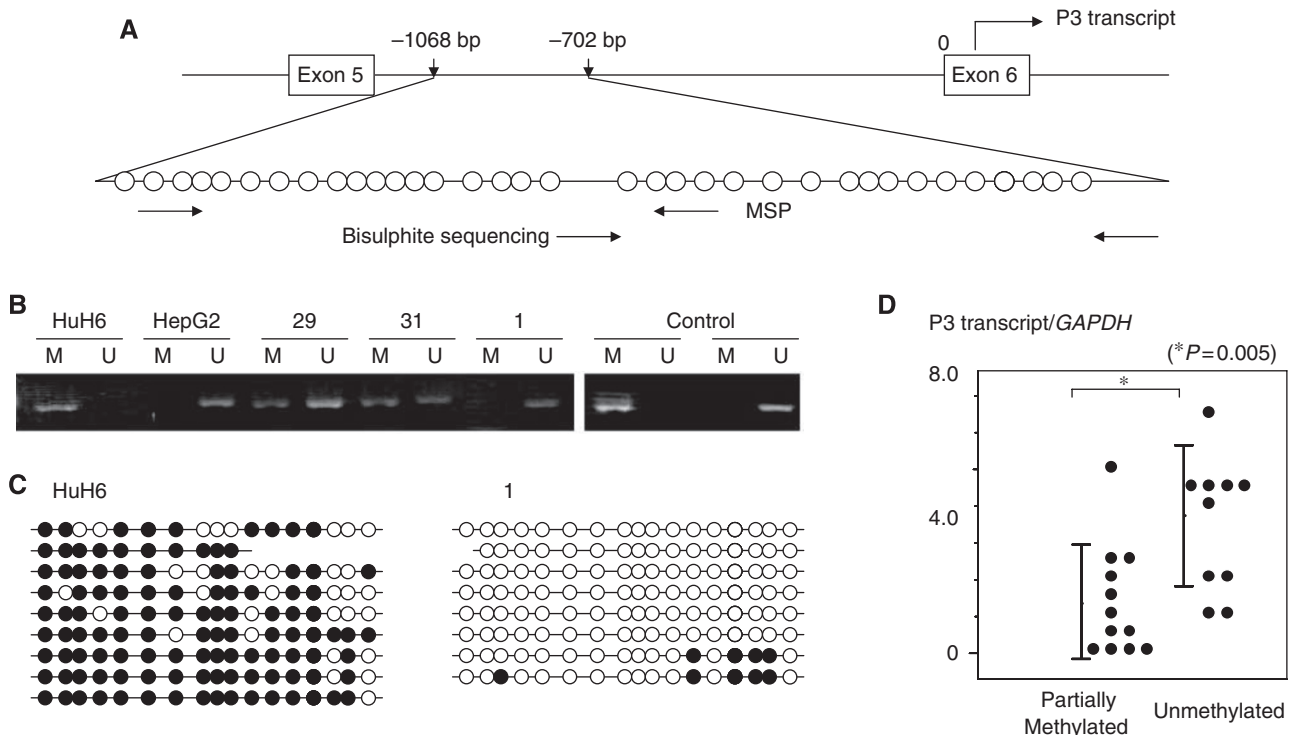 A
–1068 bp
–702 bp
0
P3 transcript
Exon 5
Exon 6
MSP
Bisulphite sequencing
B
HuH6 HepG2 29 31 1 Control
M U M U M U M U M U M U M U
C
HuH6
1
D
P3 transcript/GAPDH
(*P=0.005)
*
8.0
4.0
0
Partially
Methylated
Unmethylated